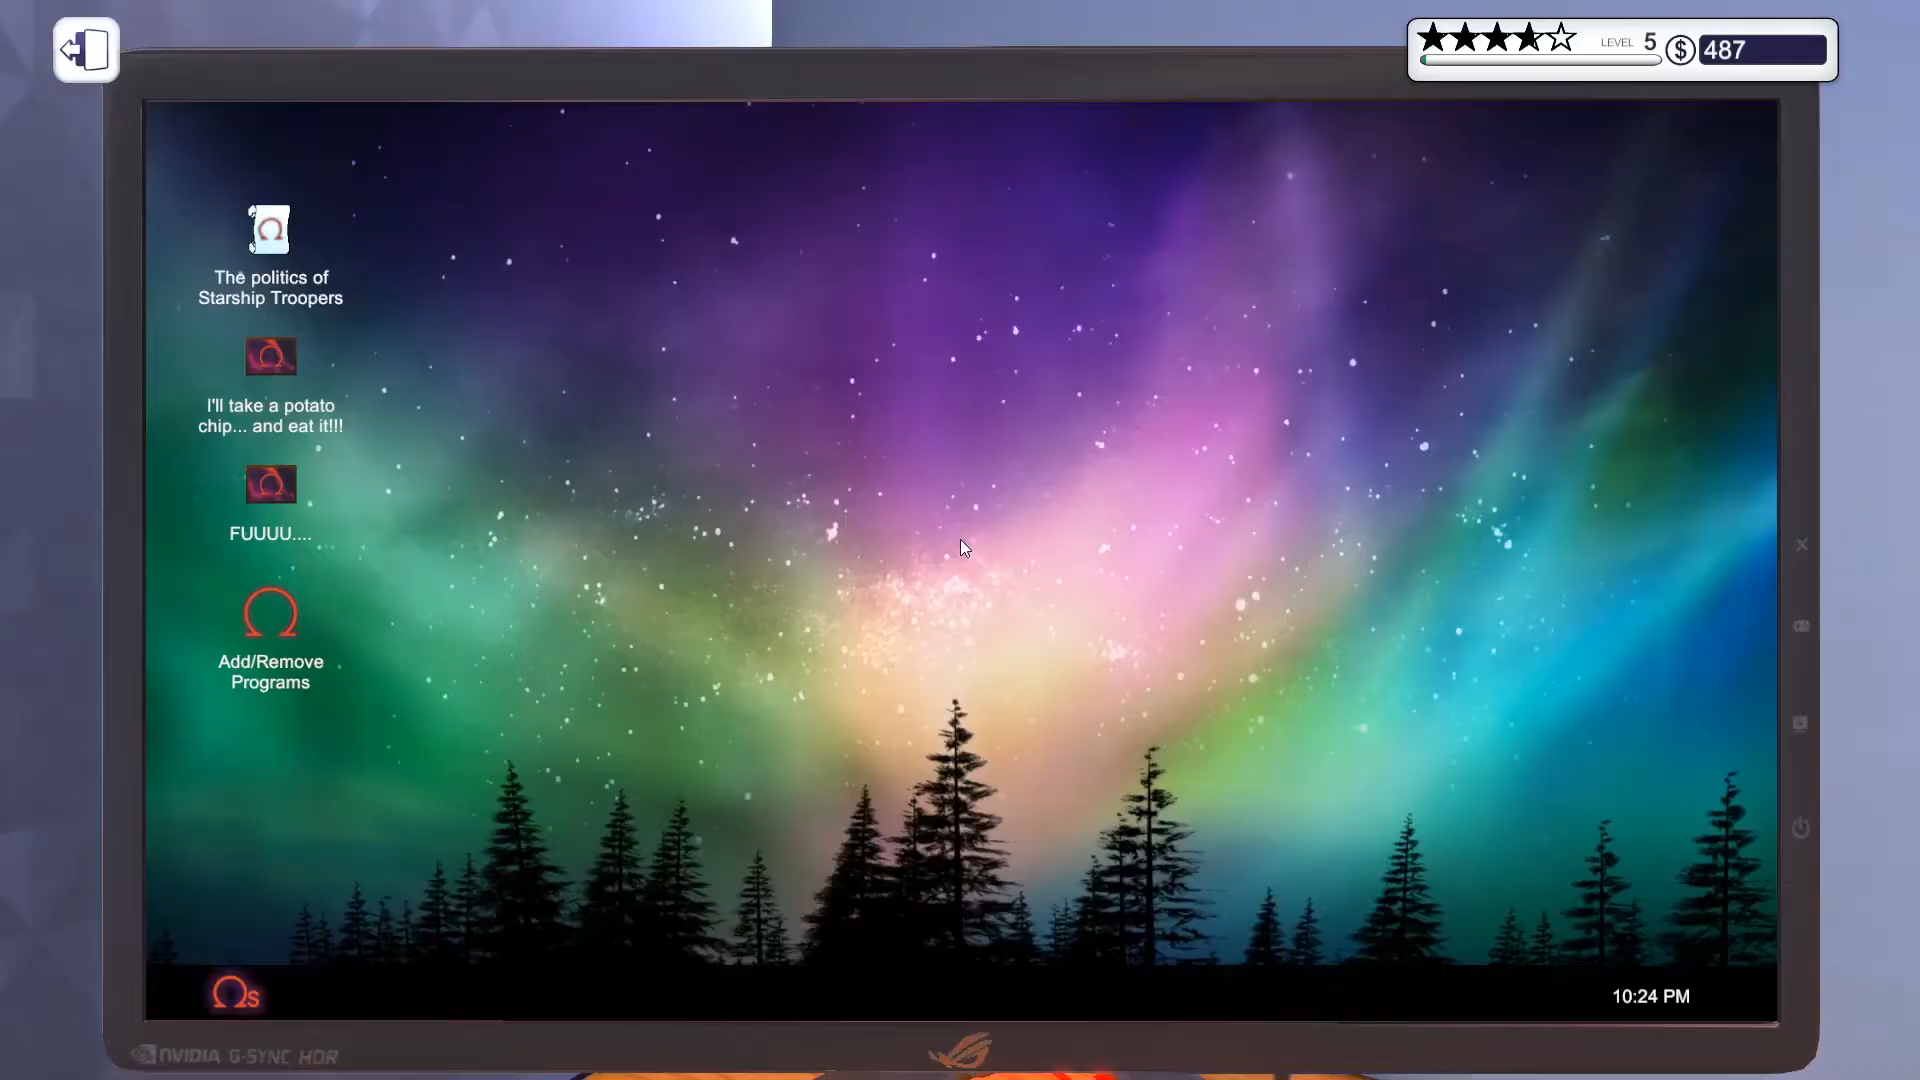 LEVEL 5
$ 487
The politics of
Starship Troopers
I'll take a potato
chip... and eat it!!!
FUUUU....
Add/Remove
Programs
Ωs
10:24 PM
NVIDIA G-SYNC HDR